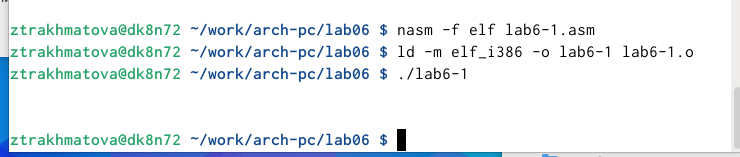 ztrakhmatova@dk8n72 ~/work/arch-pc/lab06 $ nasm -f elf lab6-1.asm
ztrakhmatova@dk8n72 ~/work/arch-pc/lab06 $ ld -m elf_i386 -o lab6-1 lab6-1.o
ztrakhmatova@dk8n72 ~/work/arch-pc/lab06 $ ./lab6-1
ztrakhmatova@dk8n72 ~/work/arch-pc/lab06 $